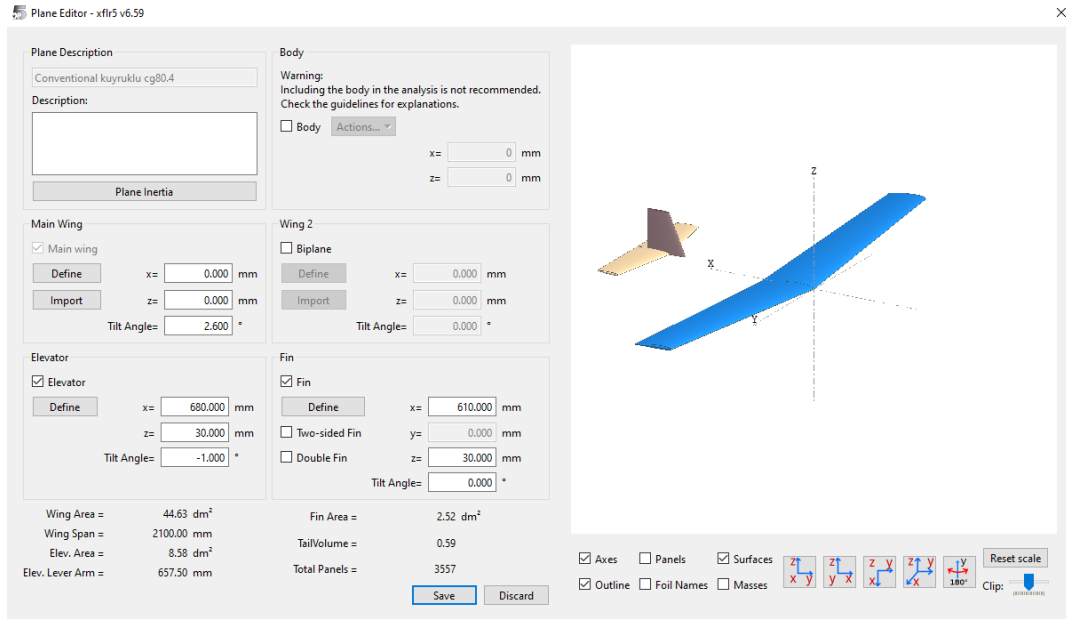 Plane Editor - xflr5 v6.59
Plane Description
Conventional kuyruklu cg80.4
Description:
Plane Inertia
Body
Warning:
Including the body in the analysis is not recommended.
Check the guidelines for explanations.
Body Actions...
x= 0 mm
z= 0 mm
Main Wing
Main wing
Define x= 0.000 mm
Import z= 0.000 mm
Tilt Angle= 2.600 °
Wing 2
Biplane
Define x= 0.000 mm
Import z= 0.000 mm
Tilt Angle= 0.000 °
Elevator
Elevator
Define x= 680.000 mm
z= 30.000 mm
Tilt Angle= -1.000 °
Fin
Fin
Define x= 610.000 mm
Two-sided Fin y= 0.000 mm
Double Fin z= 30.000 mm
Tilt Angle= 0.000 °
Wing Area = 44.63 dm²
Wing Span = 2100.00 mm
Elev. Area = 8.58 dm²
Elev. Lever Arm = 657.50 mm
Fin Area = 2.52 dm²
TailVolume = 0.59
Total Panels = 3557
Save Discard
Z
X
Y
Axes Panels Surfaces
Outline Foil Names Masses
z x y
z y x
z y x
z y x
y 180°
Reset scale
Clip: